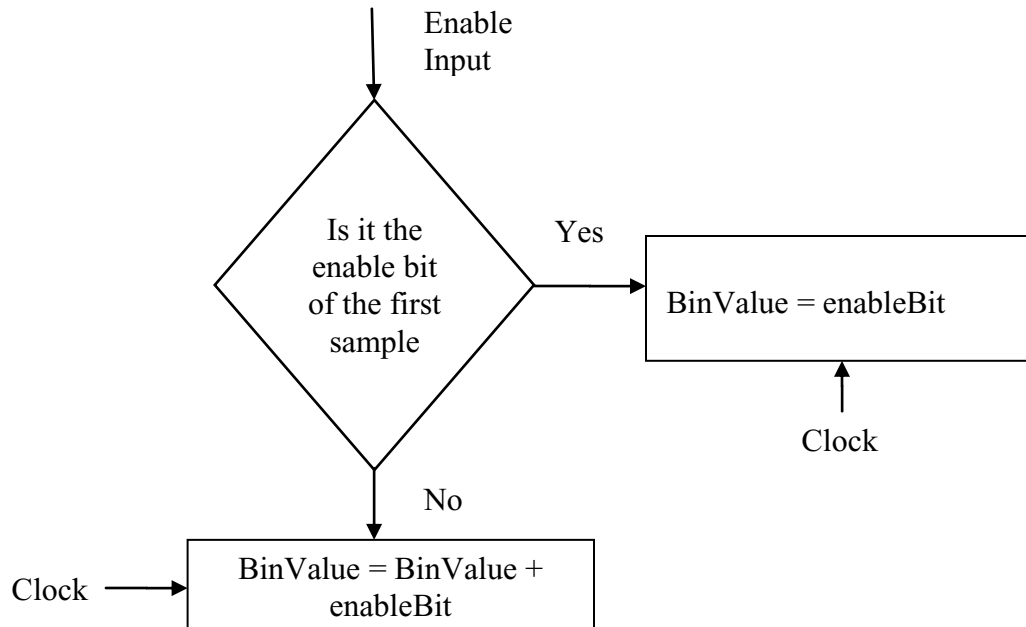 Enable
Input
Is it the
enable bit
of the first
sample
Yes
BinValue = enableBit
Clock
No
BinValue = BinValue +
enableBit
Clock